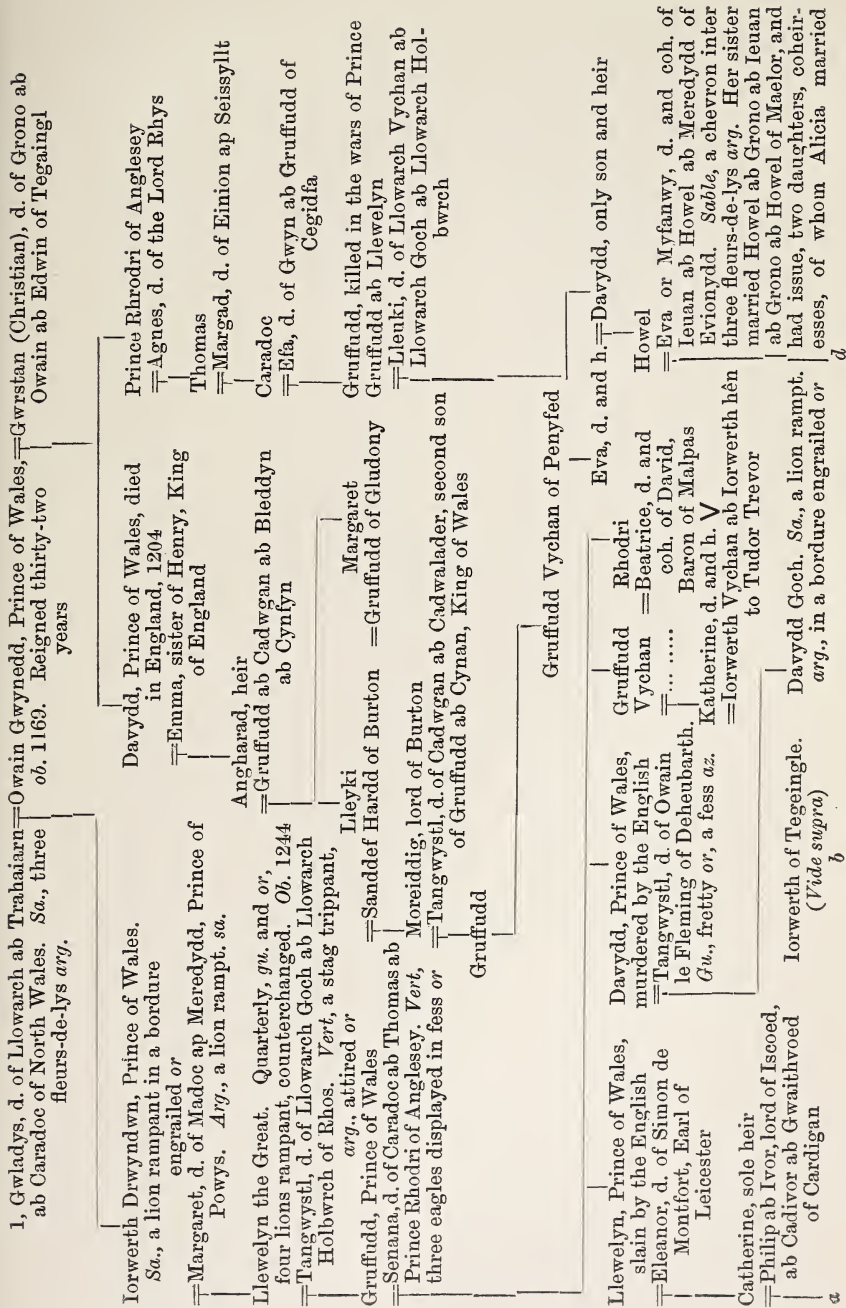 1, Gwladys, d. of Llowarch ab Trahaiarn=Owain Gwynedd, Prince of Wales,=Gwrstan (Christian), d. of Grono ab
ab Caradoc of North Wales. Sa., three
fleurs-de-lys arg.
ob. 1169. Reigned thirty-two
years
Owain ab Edwin of Tegaingl
Iorwerth Drwyndwn, Prince of Wales.
Sa., a lion rampant in a bordure
engrailed or
=Margaret, d. of Madoc ap Meredydd, Prince of
Powys. Arg., a lion rampt. sa.
Davydd, Prince of Wales, died
in England, 1204
=Emma, sister of Henry, King
of England
Prince Rhrodri of Anglesey
=Agnes, d. of the Lord Rhys
Thomas
=Margad, d. of Einion ap Seissyllt
Angharad, heir
=Gruffudd ab Cadwgan ab Bleddyn
ab Cynfyn
Caradoc
=Efa, d. of Gwyn ab Gruffudd of
Cegidfa
Llewelyn the Great. Quarterly, gu. and or,
four lions rampant, counterchanged. Ob. 1244
=Tangwystl, d. of Llowarch Goch ab Llowarch
Holbwrch of Rhos. Vert, a stag trippant,
arg., attired or
Lleyki
=Sanddef Hardd of Burton
Margaret
=Gruffudd of Gludony
Gruffudd, killed in the wars of Prince
Gruffudd ab Llewelyn
=Lleuki, d. of Llowarch Vychan ab
Llowarch Goch ab Llowarch Hol-
bwrch
Gruffudd, Prince of Wales
=Senana, d. of Caradoc ab Thomas ab
Prince Rhodri of Anglesey. Vert,
three eagles displayed in fess or
Moreiddig, lord of Burton
=Tangwystl, d. of Cadwgan ab Cadwalader, second son
of Gruffudd ab Cynan, King of Wales
Gruffudd
Gruffudd Vychan of Penyfed
Llewelyn, Prince of Wales,
slain by the English
=Eleanor, d. of Simon de
Montfort, Earl of
Leicester
Davydd, Prince of Wales,
murdered by the English
=Tangwystl, d. of Owain
le Fleming of Deheubarth.
Gu., fretty or, a fess az.
Gruffudd
Vychan
=... .....
Rhodri
=Beatrice, d. and
coh. of David,
Baron of Malpas
Eva, d. and h.=Davydd, only son and heir
Catherine, sole heir
=Philip ab Ivor, lord of Iscoed,
ab Cadivor ab Gwaithvoed
of Cardigan
Katherine, d. and h. V
=Iorwerth Vychan ab Iorwerth hên
to Tudor Trevor
Howel
=Eva or Myfanwy, d. and coh. of
Ieuan ab Howel ab Meredydd of
Evionydd. Sable, a chevron inter
three fleurs-de-lys arg. Her sister
married Howel ab Grono ab Ieuan
ab Grono ab Howel of Maelor, and
had issue, two daughters, coheir-
esses, of whom Alicia married
Iorwerth of Tegeingle.
(Vide supra)
Davydd Goch. Sa., a lion rampt.
arg., in a bordure engrailed or
a
b
d